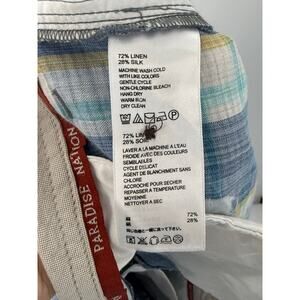 72% LINEN
28% SILK
MACHINE WASH COLD
WITH LIKE COLORS
GENTLE CYCLE
NON-CHLORINE BLEACH
HANG DRY
WARM IRON
DRY CLEAN
72% LIN
28% SOIE
LAVER A LA MACHINE A L'EAU
FROIDE AVEC DES COULEURS
SEMBLABLES
CYCLE DELICAT
AGENT DE BLANCHIMENT SANS
CHLORE
ACCROCHE POUR SECHER
REPASSER A TEMPERATURE
MOYENNE
NETTOYER A SEC
72%
28%
PARADISE NATION